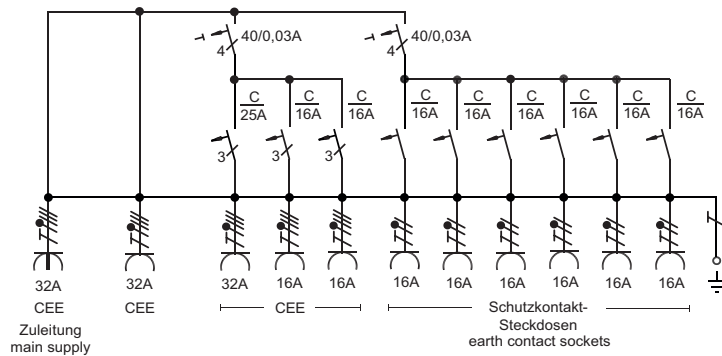 40/0,03A 40/0,03A
4 4
C C C C C C C C C
25A 16A 16A 16A 16A 16A 16A 16A 16A
3 3 3
32A 32A 32A 16A 16A 16A 16A 16A 16A 16A 16A
CEE CEE CEE Schutzkontakt-
Zuleitung Steckdosen
main supply earth contact sockets